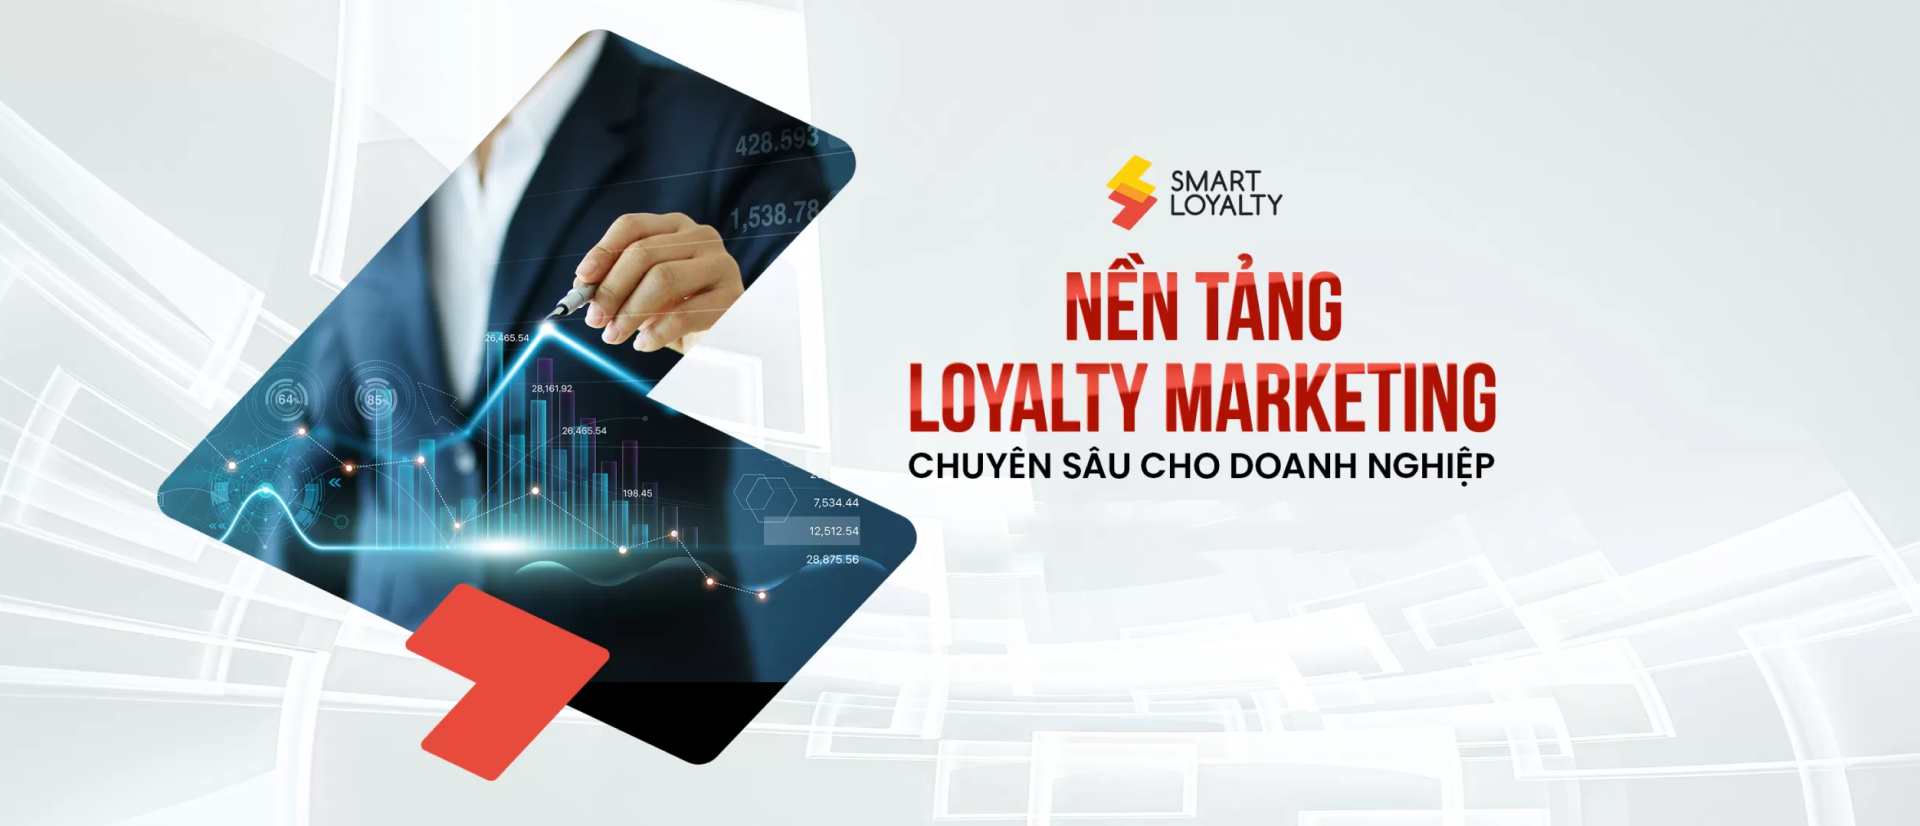 428.593
1,538.78
SMART
LOYALTY
NỀN TẢNG
LOYALTY MARKETING
CHUYÊN SÂU CHO DOANH NGHIỆP
26,465.54
28,161.92
64%
85%
26,465.54
198.45
7,534.44
12,512.54
28,875.56